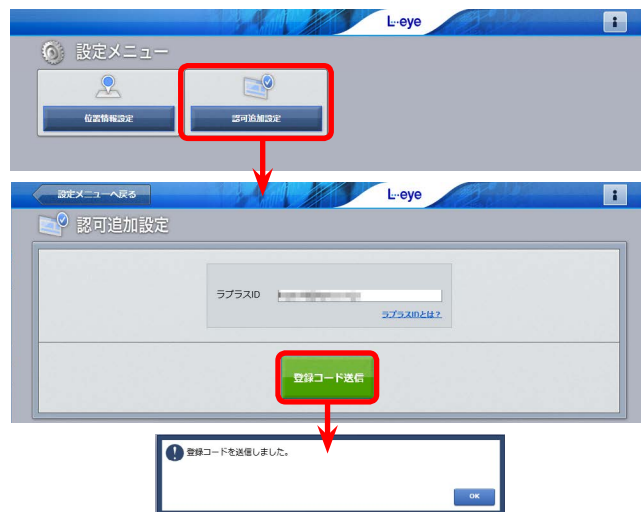 L·eye
設定メニュー
位置情報設定
認可追加設定
設定メニューへ戻る
L·eye
認可追加設定
ラプラスID
ラプラスIDとは?
登録コード送信
登録コードを送信しました。
OK